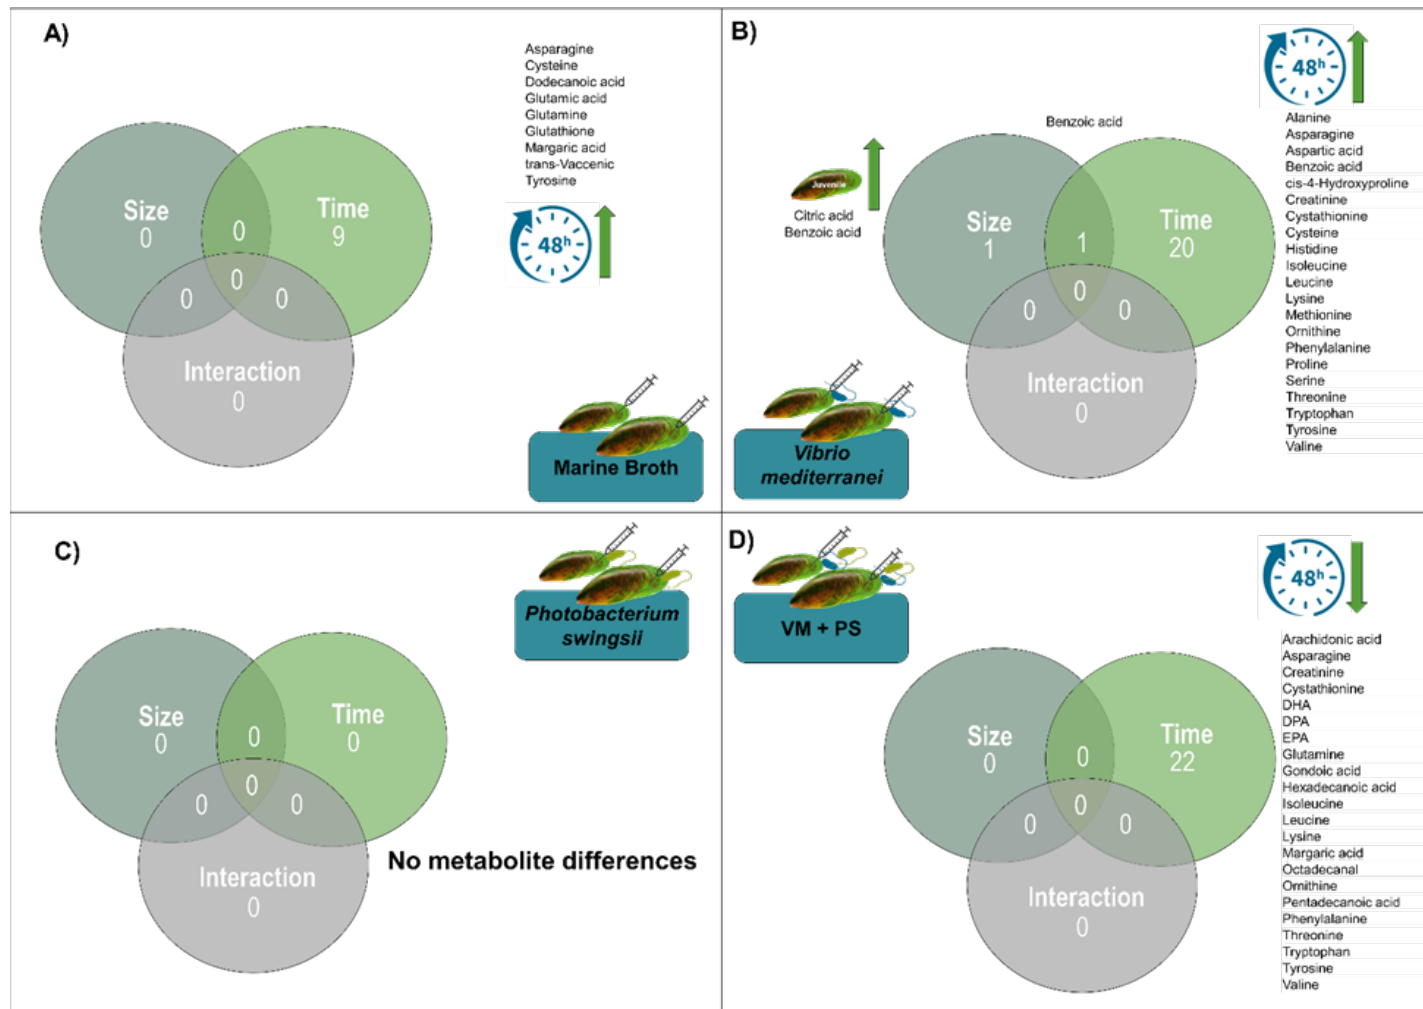 A)
Asparagine
Cysteine
Dodecanoic acid
Glutamic acid
Glutamine
Glutathione
Margaric acid
trans-Vaccenic
Tyrosine
48h
Size
0
0
Time
9
0
0
0
Interaction
0
Marine Broth
B)
48h
Benzoic acid
Juvenile
Citric acid
Benzoic acid
Size
1
1
Time
20
0
0
0
Interaction
0
Alanine
Asparagine
Aspartic acid
Benzoic acid
cis-4-Hydroxyproline
Creatinine
Cystathionine
Cysteine
Histidine
Isoleucine
Leucine
Lysine
Methionine
Ornithine
Phenylalanine
Proline
Serine
Threonine
Tryptophan
Tyrosine
Valine
Vibrio
mediterranei
C)
Photobacterium
swingsii
Size
0
0
Time
0
0
0
0
Interaction
0
No metabolite differences
D)
VM + PS
48h
Size
0
0
Time
22
0
0
0
Interaction
0
Arachidonic acid
Asparagine
Creatinine
Cystathionine
DHA
DPA
EPA
Glutamine
Gondoic acid
Hexadecanoic acid
Isoleucine
Leucine
Lysine
Margaric acid
Octadecanal
Ornithine
Pentadecanoic acid
Phenylalanine
Threonine
Tryptophan
Tyrosine
Valine